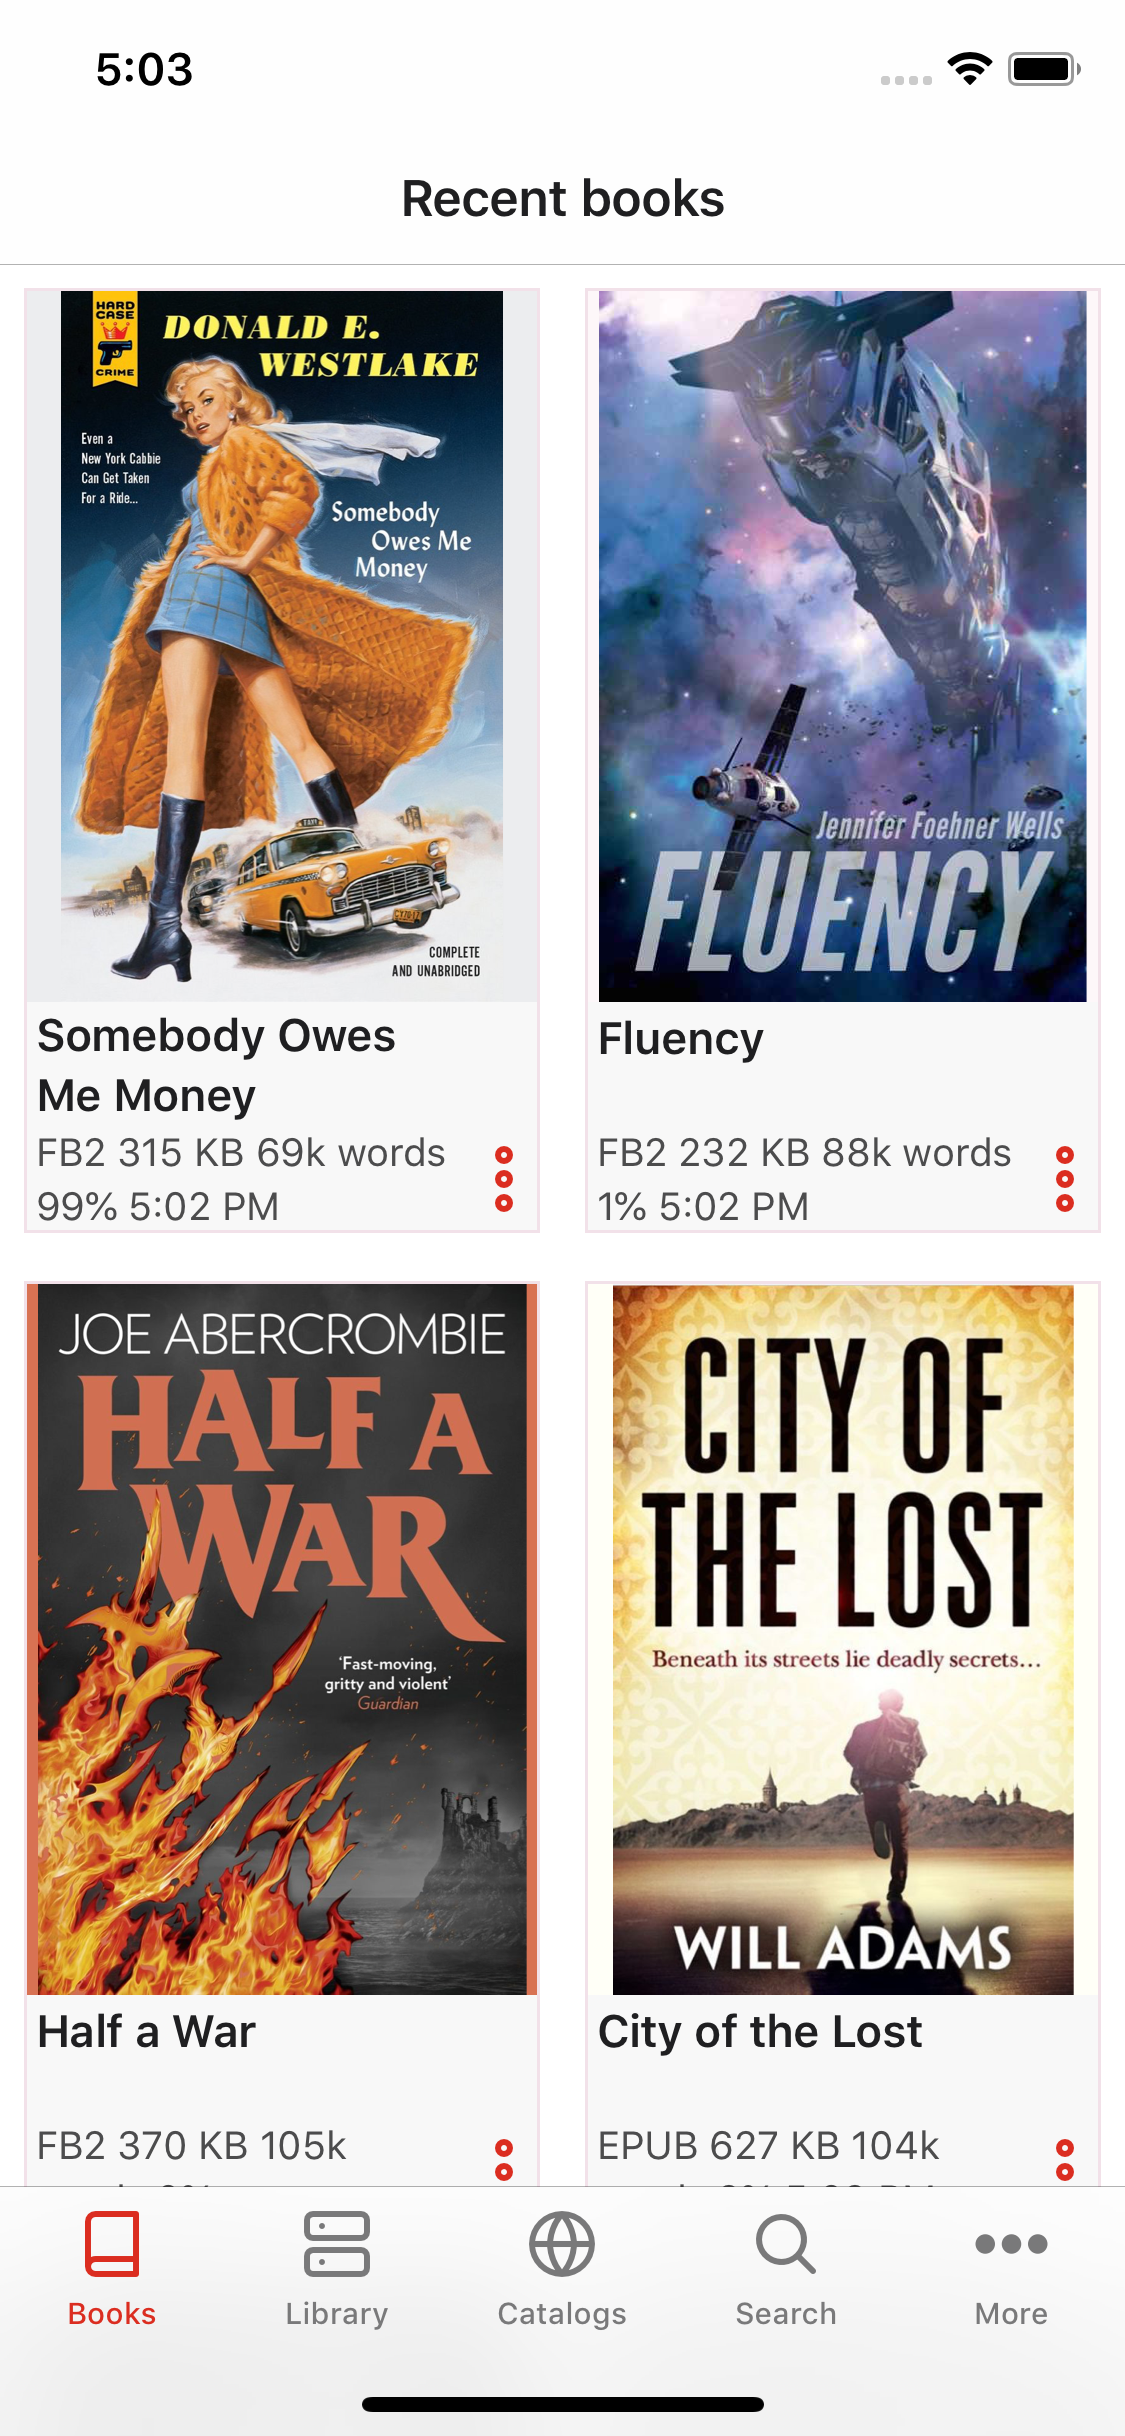 5:03
Recent books
HARD
CASE
CRIME
DONALD E.
WESTLAKE
Even a
New York Cabbie
Can Get Taken
For a Ride...
Somebody
Owes Me
Money
TAXI
COMPLETE
AND UNABRIDGED
Somebody Owes
Me Money
FB2 315 KB 69k words
99% 5:02 PM
Jennifer Foehner Wells
FLUENCY
Fluency
FB2 232 KB 88k words
1% 5:02 PM
JOE ABERCROMBIE
HALF A
WAR
‘Fast-moving,
gritty and violent’
Guardian
Half a War
FB2 370 KB 105k
CITY OF
THE LOST
Beneath its streets lie deadly secrets...
WILL ADAMS
City of the Lost
EPUB 627 KB 104k
Books
Library
Catalogs
Search
More